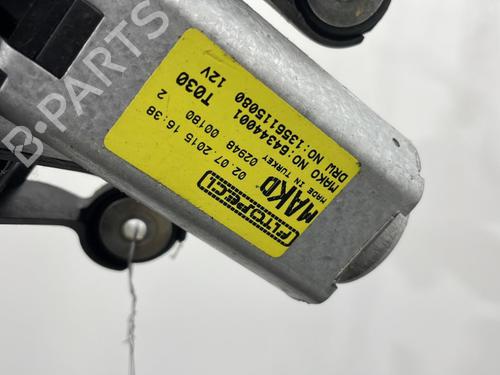 PLTOPSECJ
MAKO
MADE IN TURKEY 02948 00180 2
02.07.2015 16:38
MAKO NO:64344001 T030
DRW NO:1356115080 12V
B-PARTS